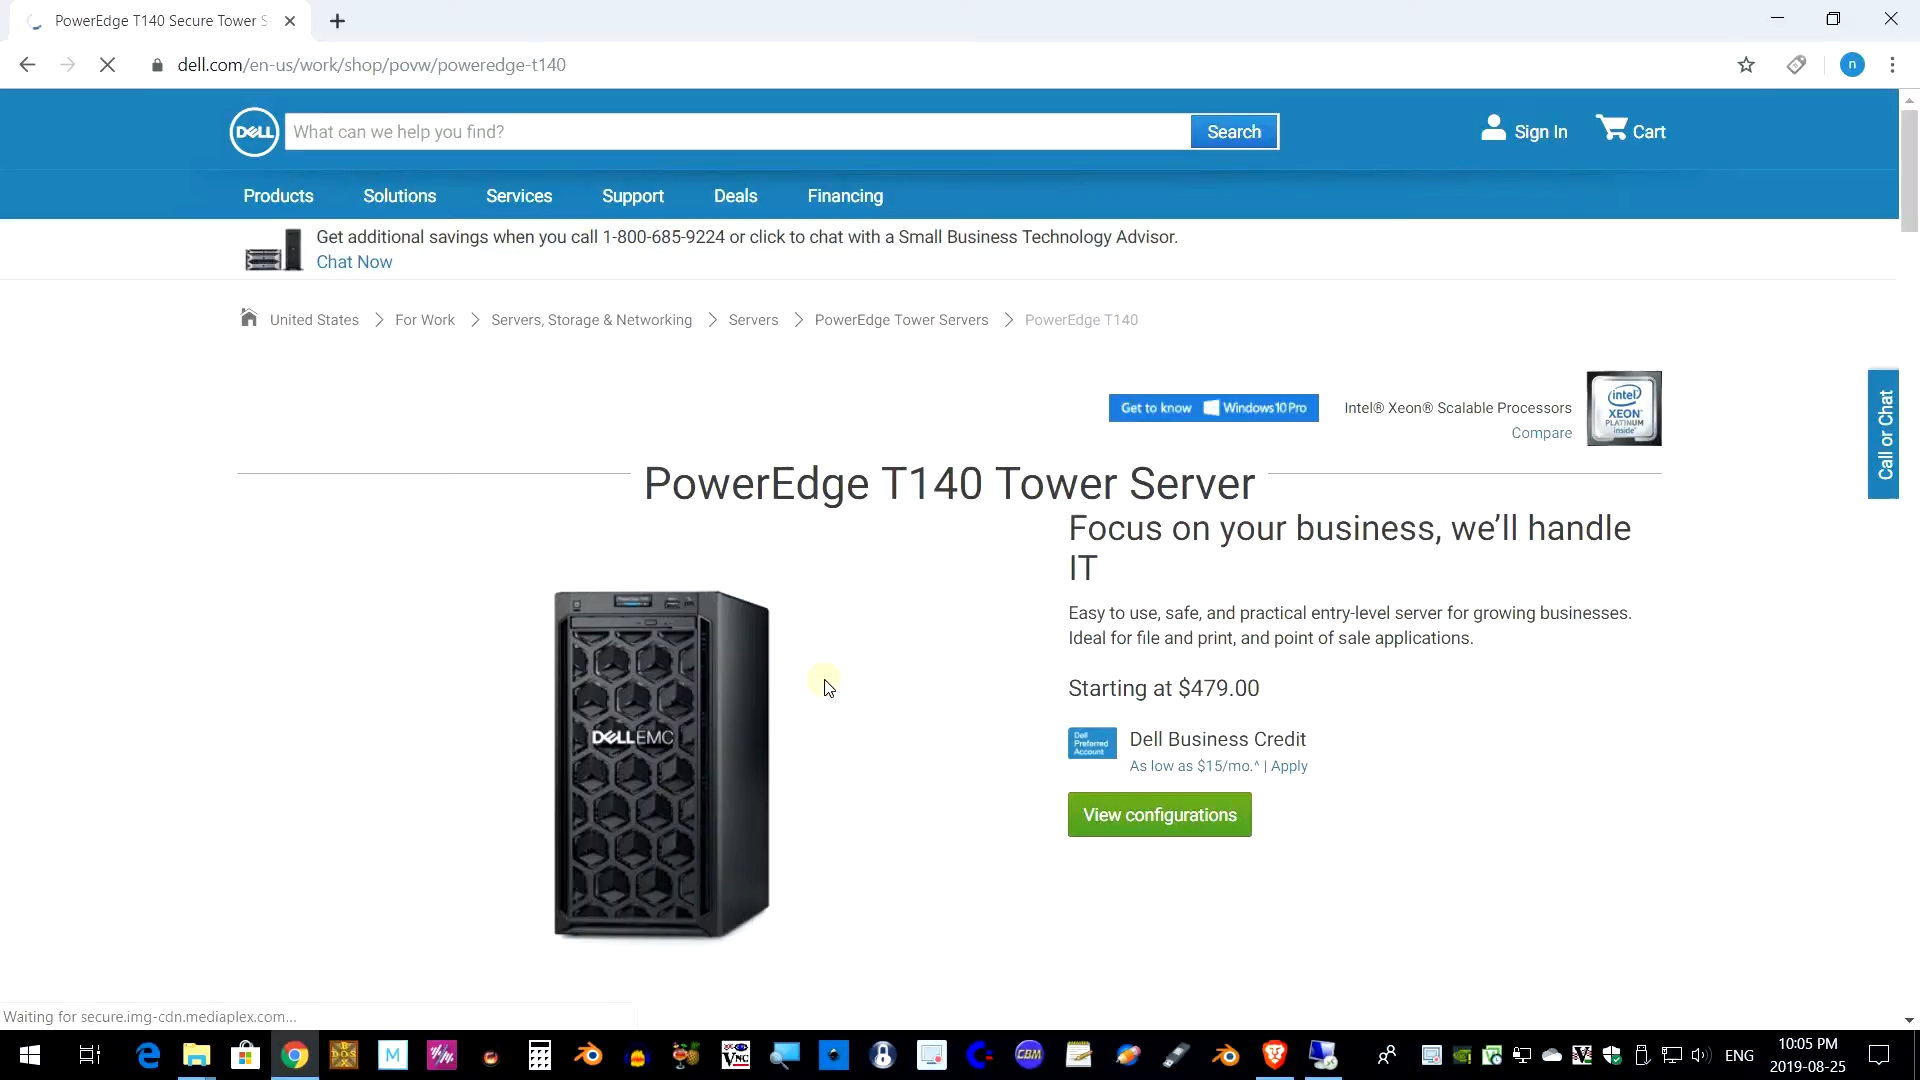 PowerEdge T140 Secure Tower S
dell.com/en-us/work/shop/povw/poweredge-t140
n
DELL
What can we help you find?
Search
Sign In
Cart
Products
Solutions
Services
Support
Deals
Financing
Get additional savings when you call 1-800-685-9224 or click to chat with a Small Business Technology Advisor.
Chat Now
United States
For Work
Servers, Storage & Networking
Servers
PowerEdge Tower Servers
PowerEdge T140
Get to know Windows10 Pro
Intel® Xeon® Scalable Processors
Compare
intel
XEON
PLATINUM
inside
Call or Chat
PowerEdge T140 Tower Server
Focus on your business, we’ll handle
IT
Easy to use, safe, and practical entry-level server for growing businesses.
Ideal for file and print, and point of sale applications.
Starting at $479.00
Dell
Preferred
Account
Dell Business Credit
As low as $15/mo.^ | Apply
View configurations
DELLEMC
Waiting for secure.img-cdn.mediaplex.com...
DOS
M
VNC
CBM
ENG
10:05 PM
2019-08-25